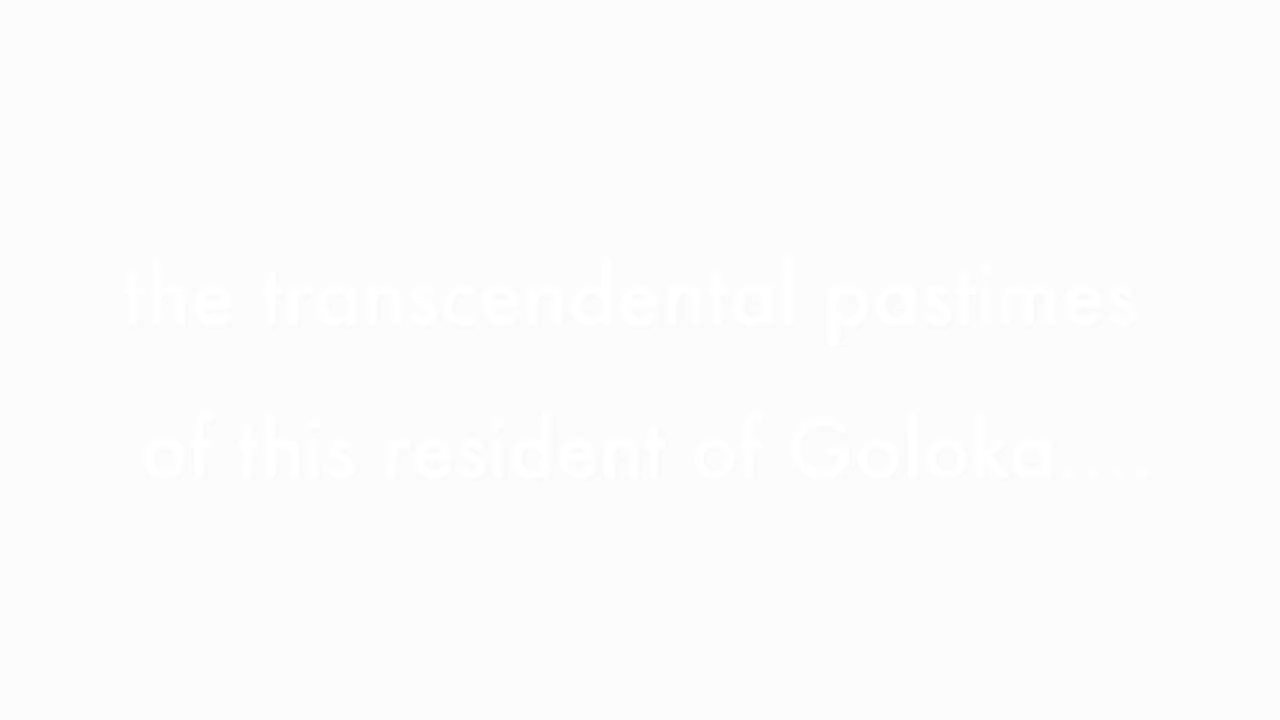 the transcendental pastimes
of this resident of Goloka....